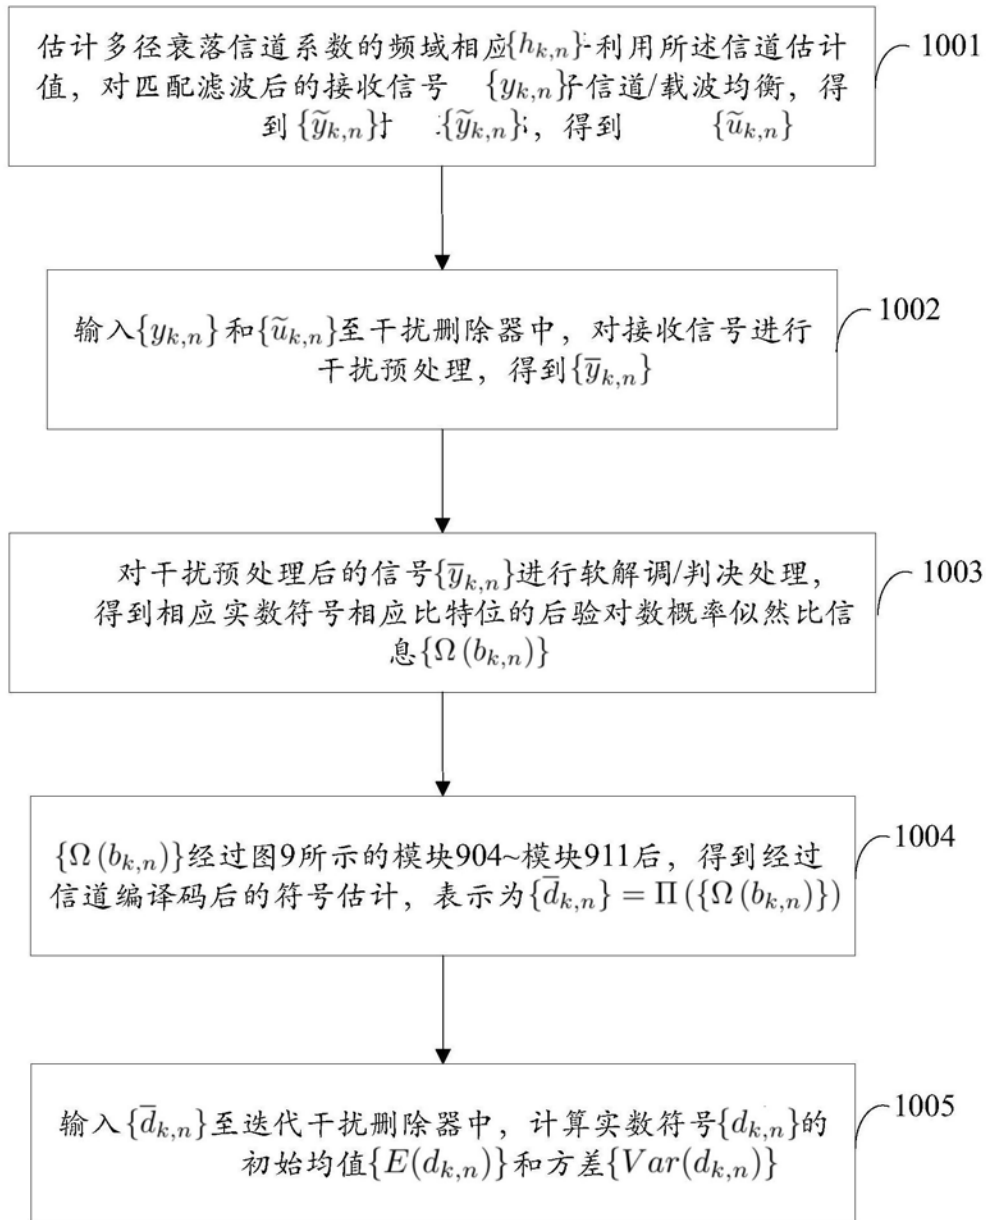 估计多径衰落信道系数的频域相应{h_{k,n}}利用所述信道估计
1001
值，对匹配滤波后的接收信号 {y_{k,n}}子信道/载波均衡，得
到{ỹ_{k,n}} {ỹ_{k,n}}，得到 {ũ_{k,n}}
输入{y_{k,n}}和{ũ_{k,n}}至干扰删除器中，对接收信号进行
1002
干扰预处理，得到{ȳ_{k,n}}
对干扰预处理后的信号{ȳ_{k,n}}进行软解调/判决处理，
1003
得到相应实数符号相应比特位的后验对数概率似然比信
息{Ω(b_{k,n})}
{Ω(b_{k,n})}经过图9所示的模块904~模块911后，得到经过
1004
信道编译码后的符号估计，表示为{d̄_{k,n}} = Π({Ω(b_{k,n})})
输入{d̄_{k,n}}至迭代干扰删除器中，计算实数符号{d_{k,n}}的
1005
初始均值{E(d_{k,n})}和方差{Var(d_{k,n})}